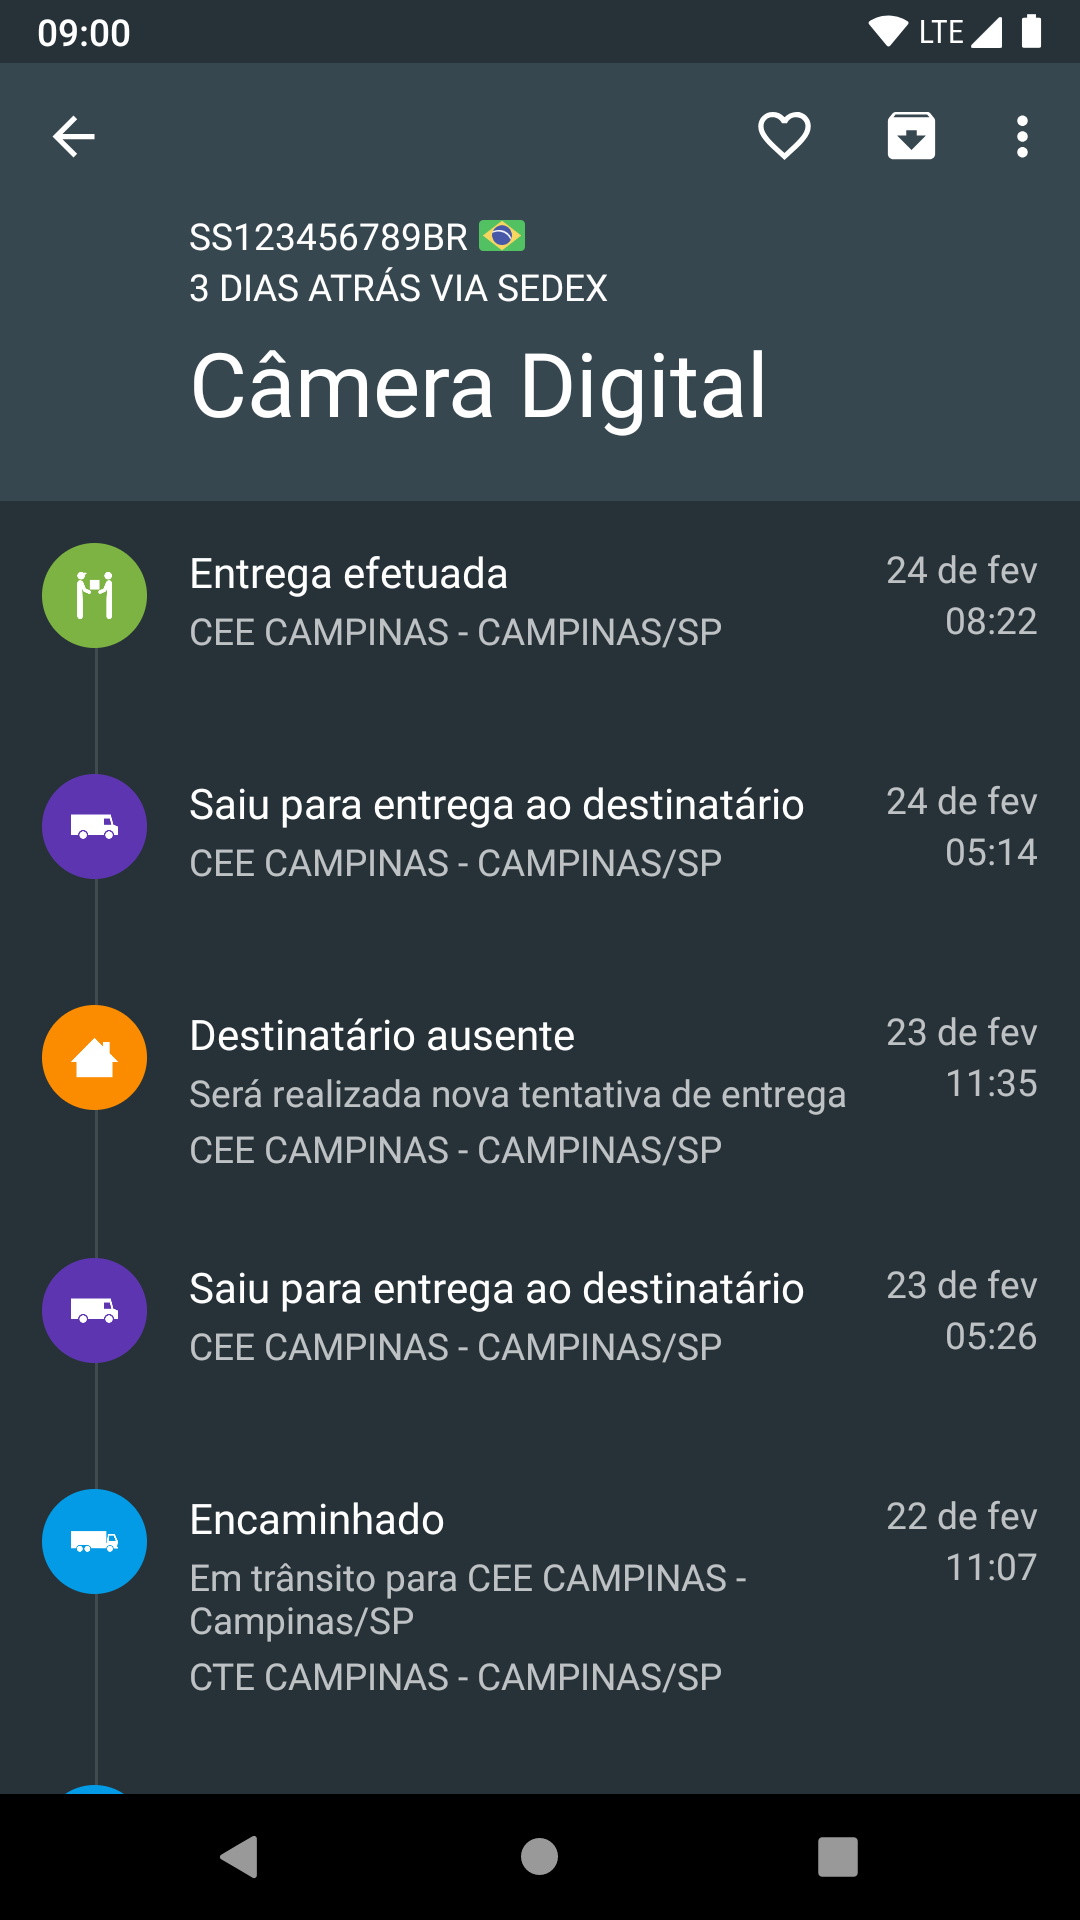 09:00 LTE
SS123456789BR
3 DIAS ATRÁS VIA SEDEX
Câmera Digital
Entrega efetuada
CEE CAMPINAS - CAMPINAS/SP
24 de fev
08:22
Saiu para entrega ao destinatário
CEE CAMPINAS - CAMPINAS/SP
24 de fev
05:14
Destinatário ausente
Será realizada nova tentativa de entrega
CEE CAMPINAS - CAMPINAS/SP
23 de fev
11:35
Saiu para entrega ao destinatário
CEE CAMPINAS - CAMPINAS/SP
23 de fev
05:26
Encaminhado
Em trânsito para CEE CAMPINAS -
Campinas/SP
CTE CAMPINAS - CAMPINAS/SP
22 de fev
11:07